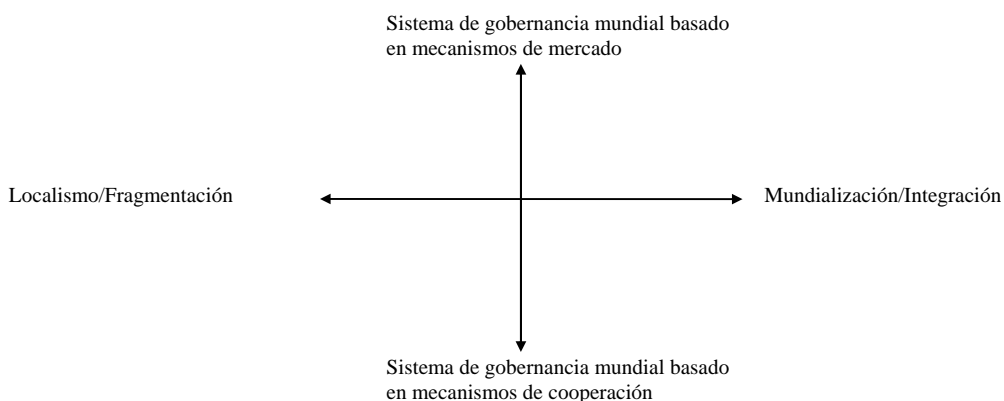 Sistema de gobernancia mundial basado
en mecanismos de mercado
Localismo/Fragmentación
Mundialización/Integración
Sistema de gobernancia mundial basado
en mecanismos de cooperación